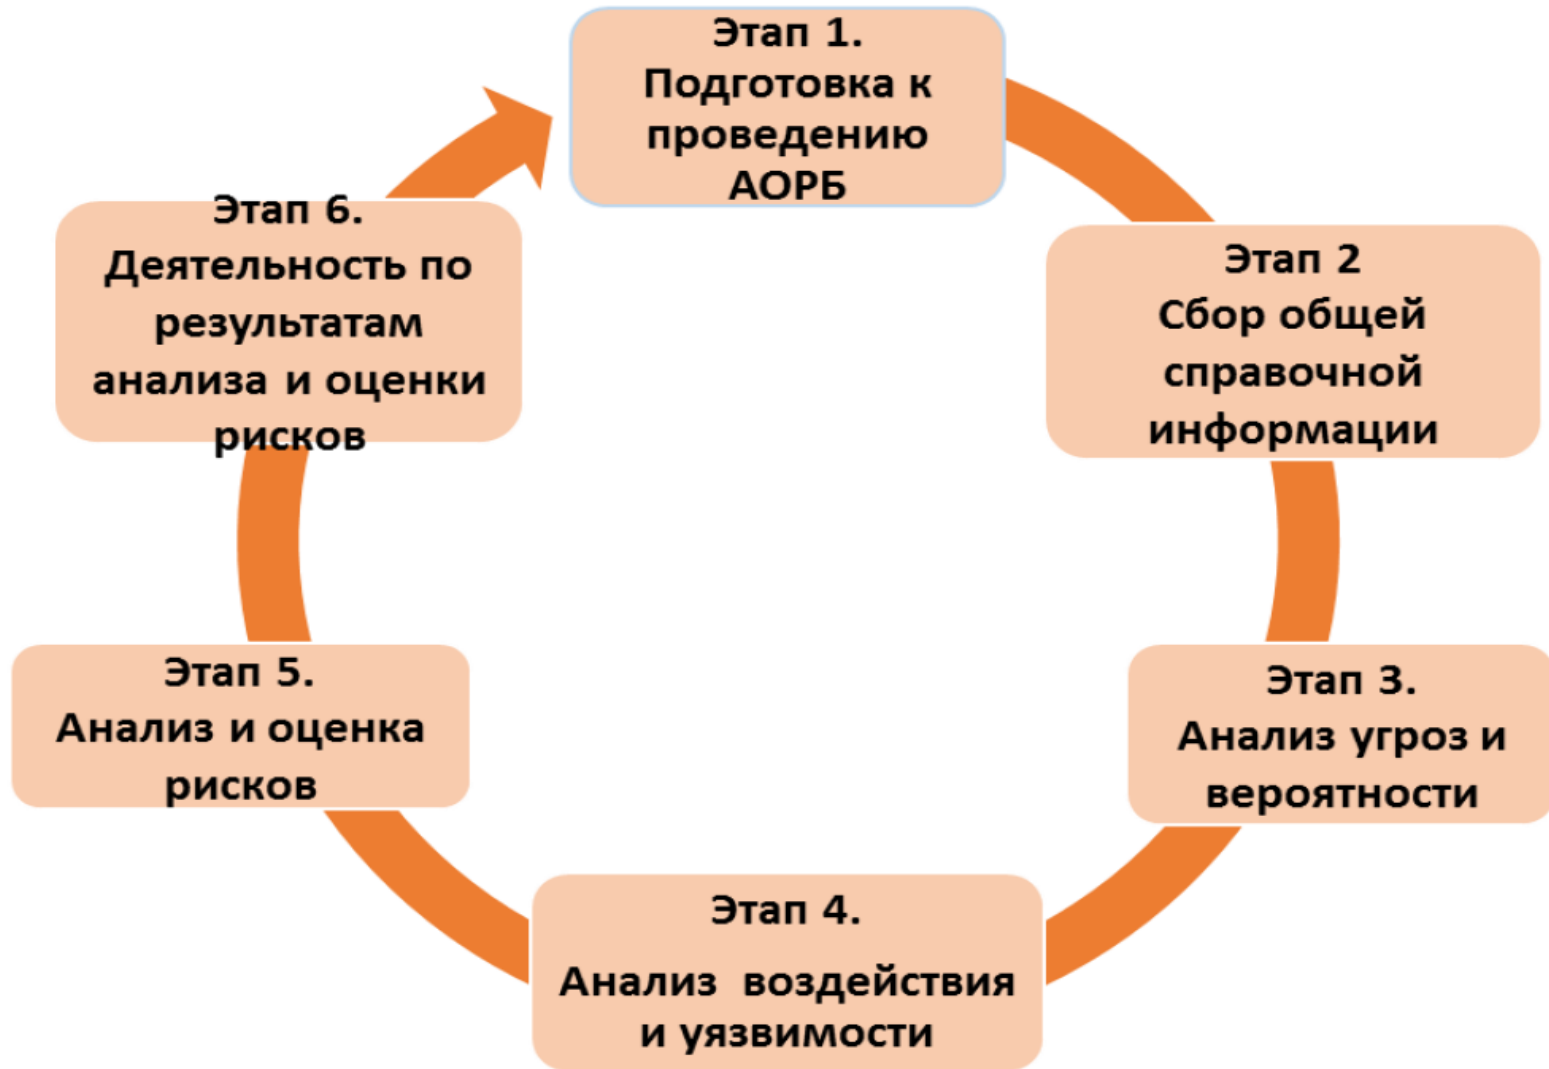 Этап 1.
Подготовка к
проведению
АОРБ
Этап 2
Сбор общей
справочной
информации
Этап 3.
Анализ угроз и
вероятности
Этап 4.
Анализ воздействия
и уязвимости
Этап 5.
Анализ и оценка
рисков
Этап 6.
Деятельность по
результатам
анализа и оценки
рисков